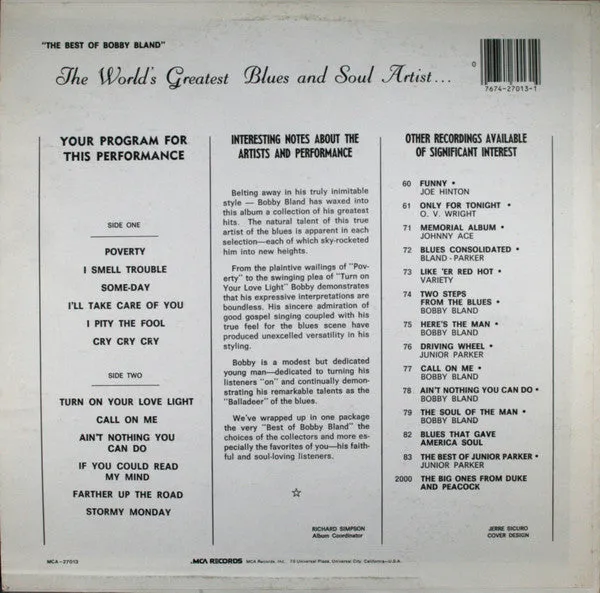 "THE BEST OF BOBBY BLAND"
The World's Greatest Blues and Soul Artist...
0
7674-27013-1
YOUR PROGRAM FOR
THIS PERFORMANCE
SIDE ONE
POVERTY
I SMELL TROUBLE
SOME-DAY
I'LL TAKE CARE OF YOU
I PITY THE FOOL
CRY CRY CRY
SIDE TWO
TURN ON YOUR LOVE LIGHT
CALL ON ME
AIN'T NOTHING YOU
CAN DO
IF YOU COULD READ
MY MIND
FARTHER UP THE ROAD
STORMY MONDAY
INTERESTING NOTES ABOUT THE
ARTISTS AND PERFORMANCE
Belting away in his truly inimitable
style — Bobby Bland has waxed into
this album a collection of his greatest
hits. The natural talent of this true
artist of the blues is apparent in each
selection—each of which sky-rocketed
him into new heights.
From the plaintive wailings of "Pov-
erty" to the swinging plea of "Turn on
Your Love Light" Bobby demonstrates
that his expressive interpretations are
boundless. His sincere admiration of
good gospel singing coupled with his
true feel for the blues scene have
produced unexcelled versatility in his
styling.
Bobby is a modest but dedicated
young man—dedicated to turning his
listeners "on" and continually demon-
strating his remarkable talents as the
"Balladeer" of the blues.
We've wrapped up in one package
the very "Best of Bobby Bland" the
choices of the collectors and more es-
pecially the favorites of you—his faith-
ful and soul-loving listeners.
RICHARD SIMPSON
Album Coordinator
OTHER RECORDINGS AVAILABLE
OF SIGNIFICANT INTEREST
60 FUNNY •
JOE HINTON
61 ONLY FOR TONIGHT •
O. V. WRIGHT
71 MEMORIAL ALBUM •
JOHNNY ACE
72 BLUES CONSOLIDATED •
BLAND - PARKER
73 LIKE 'ER RED HOT •
VARIETY
74 TWO STEPS
FROM THE BLUES •
BOBBY BLAND
75 HERE'S THE MAN •
BOBBY BLAND
76 DRIVING WHEEL •
JUNIOR PARKER
77 CALL ON ME •
BOBBY BLAND
78 AIN'T NOTHING YOU CAN DO •
BOBBY BLAND
79 THE SOUL OF THE MAN •
BOBBY BLAND
82 BLUES THAT GAVE
AMERICA SOUL
83 THE BEST OF JUNIOR PARKER •
JUNIOR PARKER
2000 THE BIG ONES FROM DUKE
AND PEACOCK
JERRE SICURO
COVER DESIGN
MCA-27013
MCA RECORDS MCA Records, Inc. 70 Universal Plaza, Universal City, California-U.S.A.